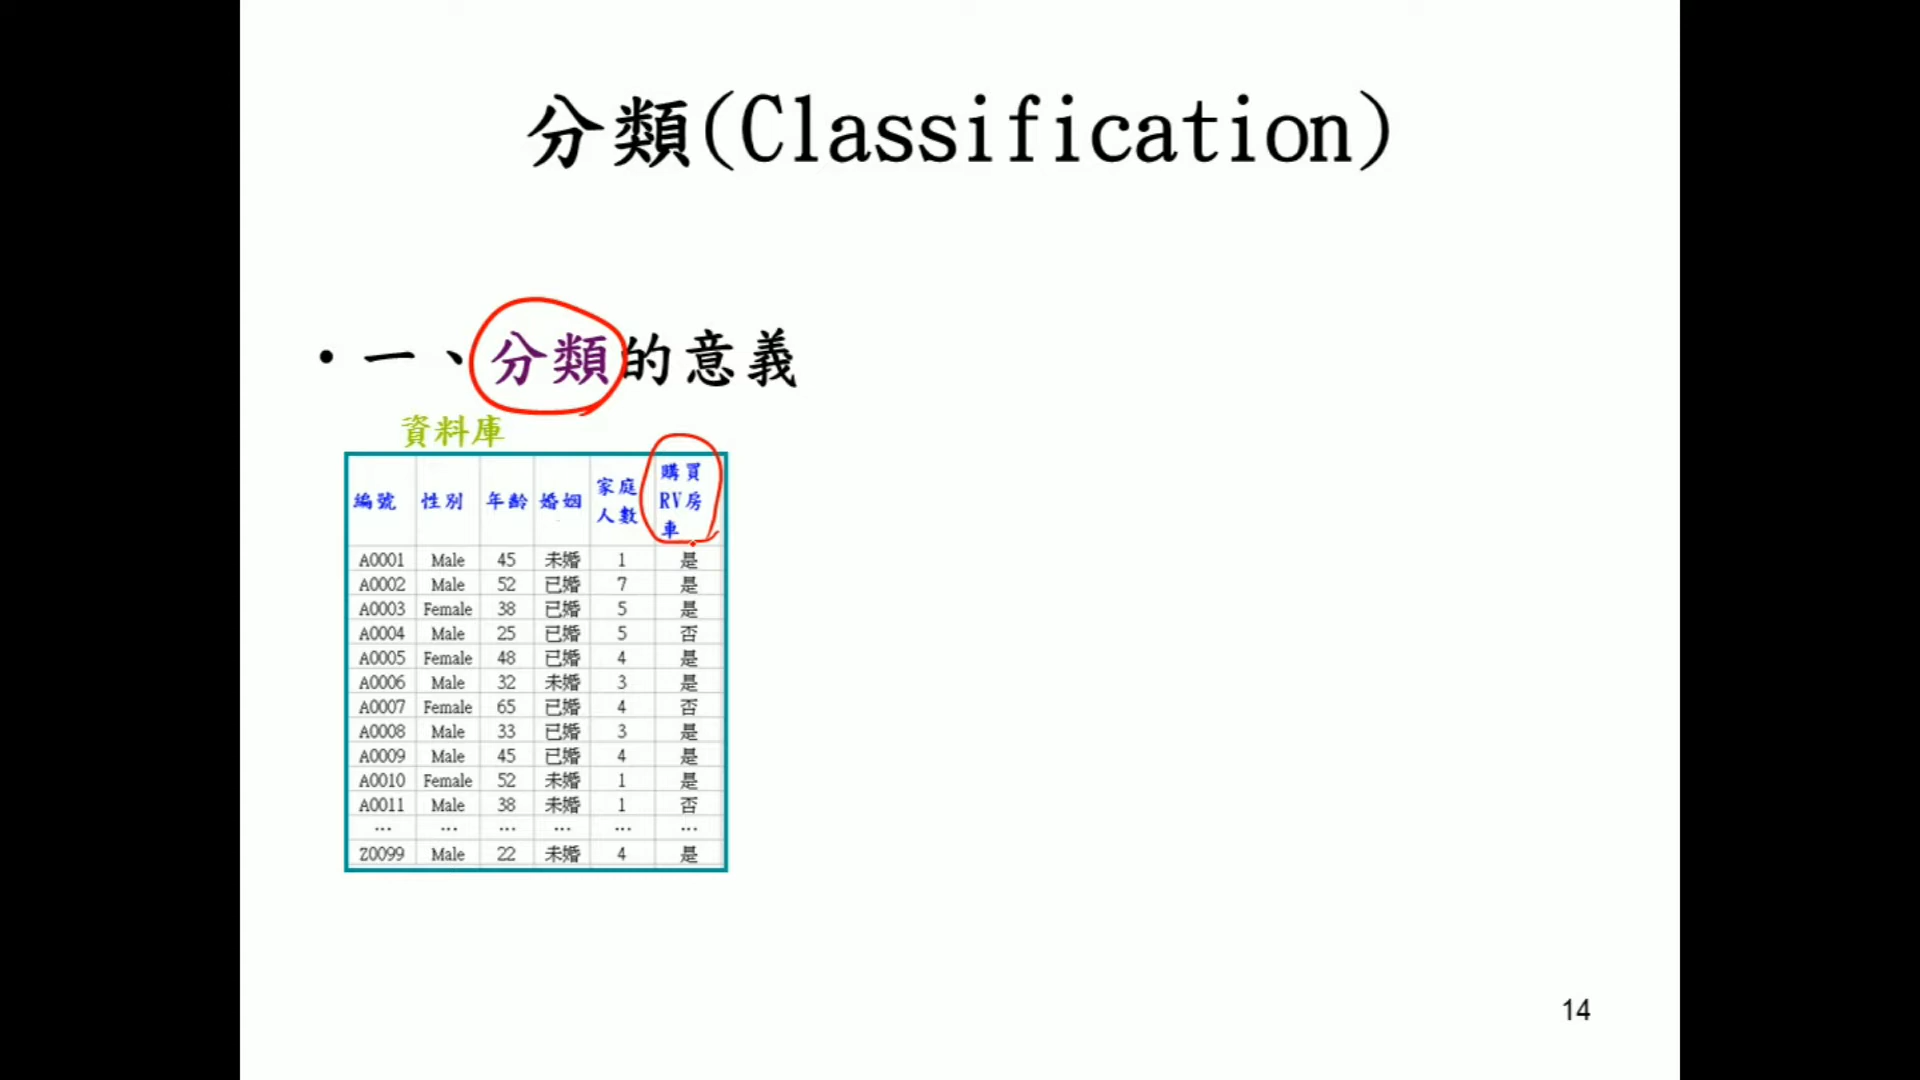 分類(Classification)
• 一、分類的意義
資料庫
編號 性別 年齡 婚姻 家庭人數 購買RV房車
A0001 Male 45 未婚 1 是
A0002 Male 52 已婚 7 是
A0003 Female 38 已婚 5 是
A0004 Male 25 已婚 5 否
A0005 Female 48 已婚 4 是
A0006 Male 32 未婚 3 是
A0007 Female 65 已婚 4 否
A0008 Male 33 已婚 3 是
A0009 Male 45 已婚 4 是
A0010 Female 52 未婚 1 是
A0011 Male 38 未婚 1 否
… … … … … …
Z0099 Male 22 未婚 4 是
14